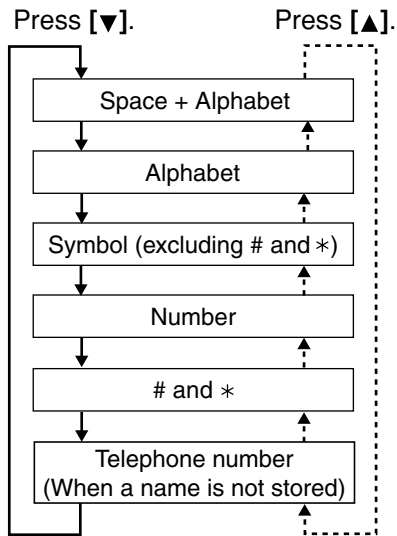 Press [▼].
Press [▲].
Space + Alphabet
Alphabet
Symbol (excluding # and ＊)
Number
# and ＊
Telephone number
(When a name is not stored)